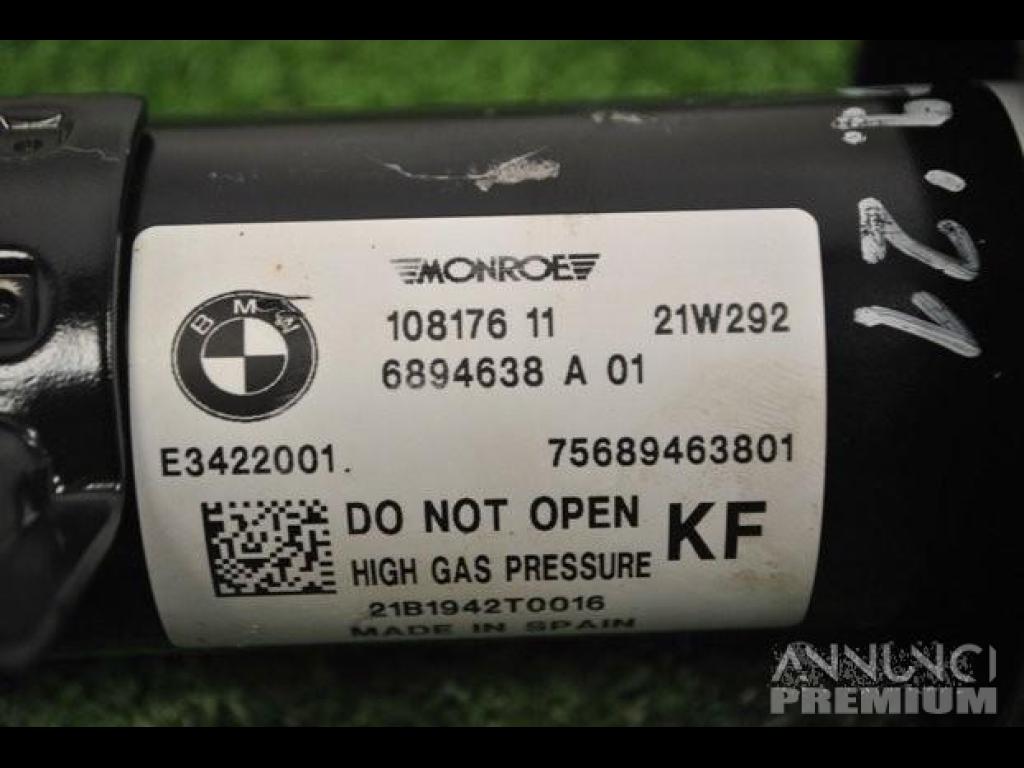 MONROE
BMW
108176 11 21W292
6894638 A 01
E3422001. 75689463801
DO NOT OPEN KF
HIGH GAS PRESSURE
21B1942T0016
MADE IN SPAIN
ANNUNCI
PREMIUM